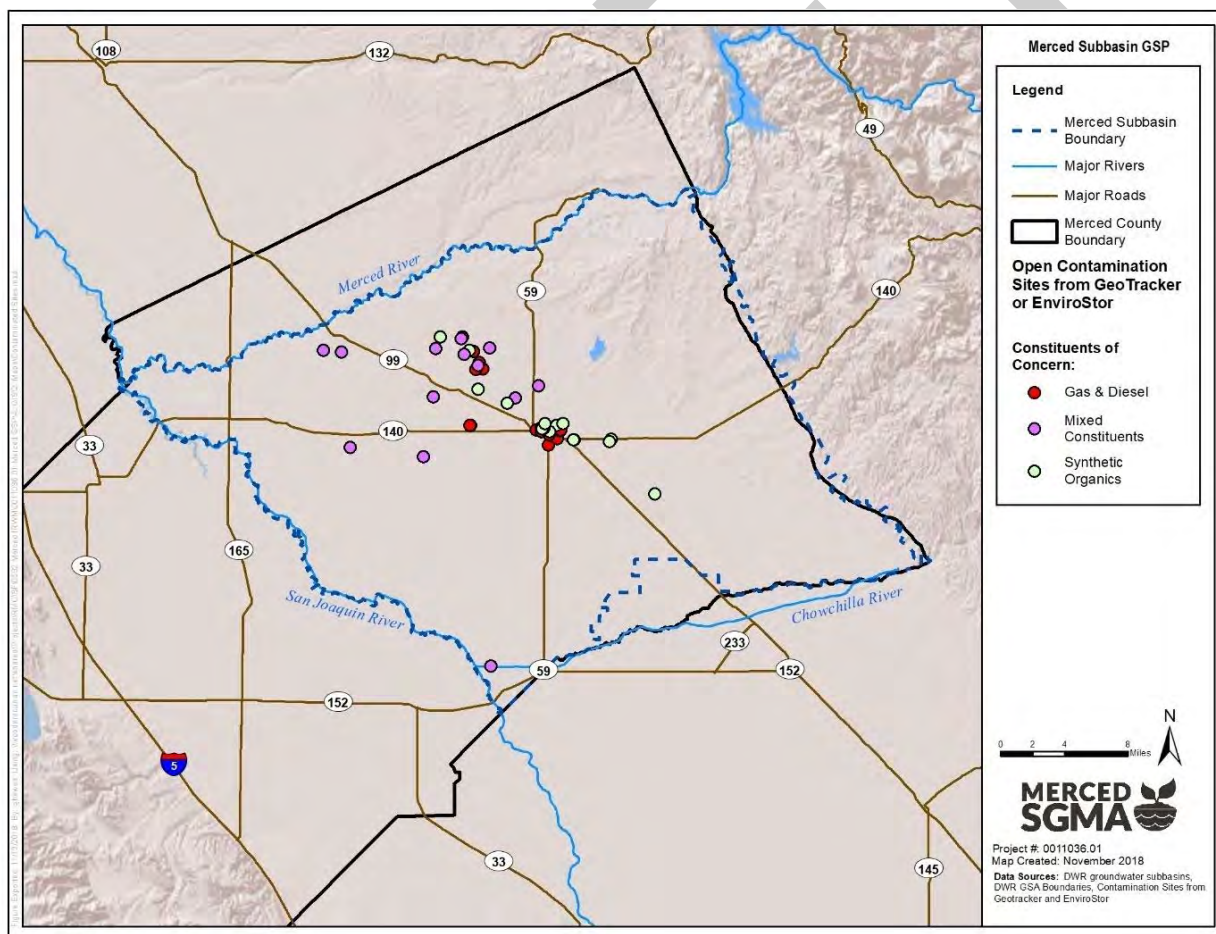 108
132
49
Merced River
59
140
99
140
33
165
33
San Joaquin River
Chowchilla River
233
59
152
152
5
33
145
Merced Subbasin GSP
Legend
Merced Subbasin
Boundary
Major Rivers
Major Roads
Merced County
Boundary
Open Contamination
Sites from GeoTracker
or EnviroStor
Constituents of
Concern:
Gas & Diesel
Mixed
Constituents
Synthetic
Organics
N
0 2 4 8 Miles
MERCED
SGMA
Project #: 0011036.01
Map Created: November 2018
Data Sources: DWR groundwater subbasins,
DWR GSA Boundaries, Contamination Sites from
Geotracker and EnviroStor